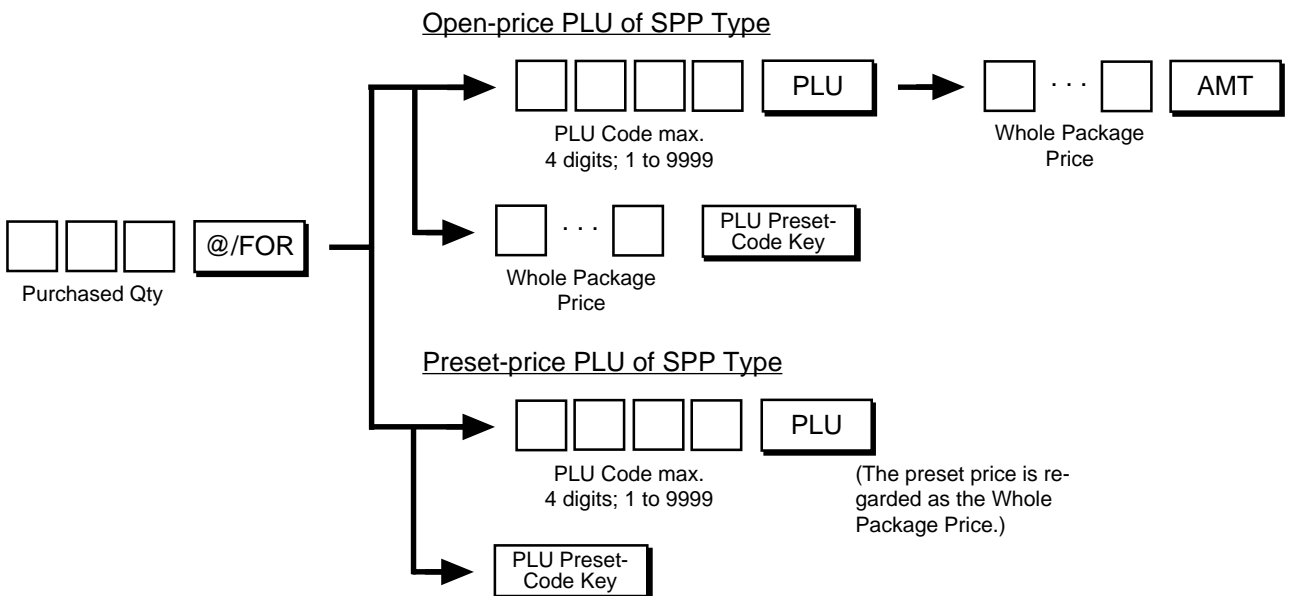 Open-price PLU of SPP Type
PLU
. . .
AMT
PLU Code max.
4 digits; 1 to 9999
Whole Package
Price
@/FOR
Purchased Qty
. . .
PLU Preset-
Code Key
Whole Package
Price
Preset-price PLU of SPP Type
PLU
PLU Code max.
4 digits; 1 to 9999
(The preset price is re-
garded as the Whole
Package Price.)
PLU Preset-
Code Key